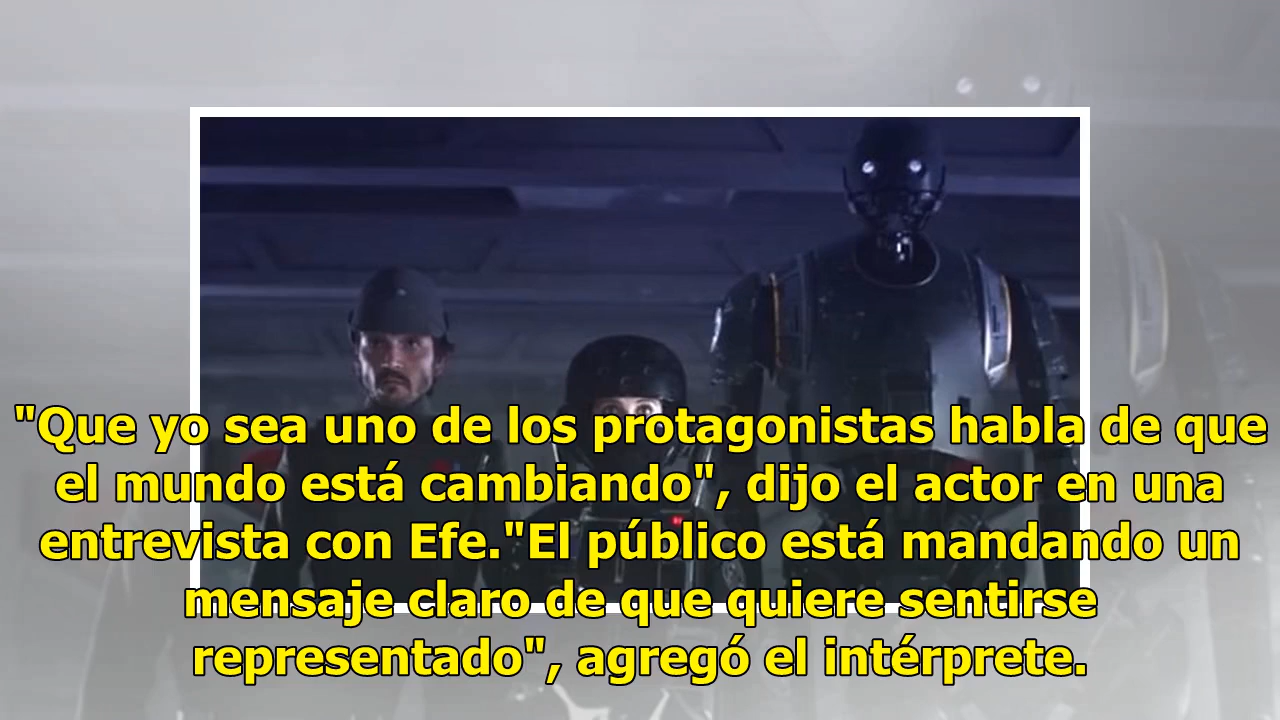 "Que yo sea uno de los protagonistas habla de que
el mundo está cambiando", dijo el actor en una
entrevista con Efe."El público está mandando un
mensaje claro de que quiere sentirse
representado", agregó el intérprete.